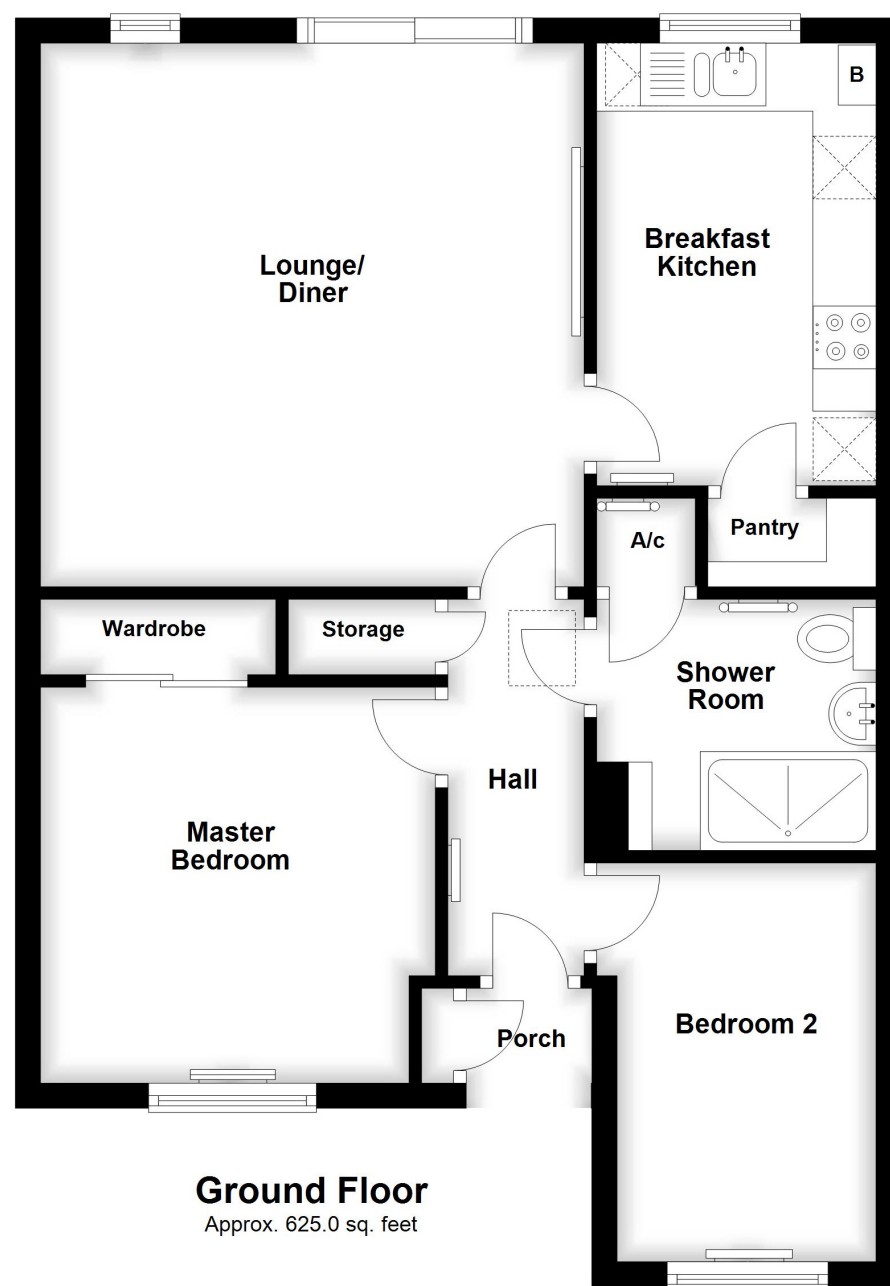 B
Breakfast
Kitchen
Lounge/
Diner
Pantry
A/c
Wardrobe
Storage
Shower
Room
Hall
Master
Bedroom
Bedroom 2
Porch
Ground Floor
Approx. 625.0 sq. feet